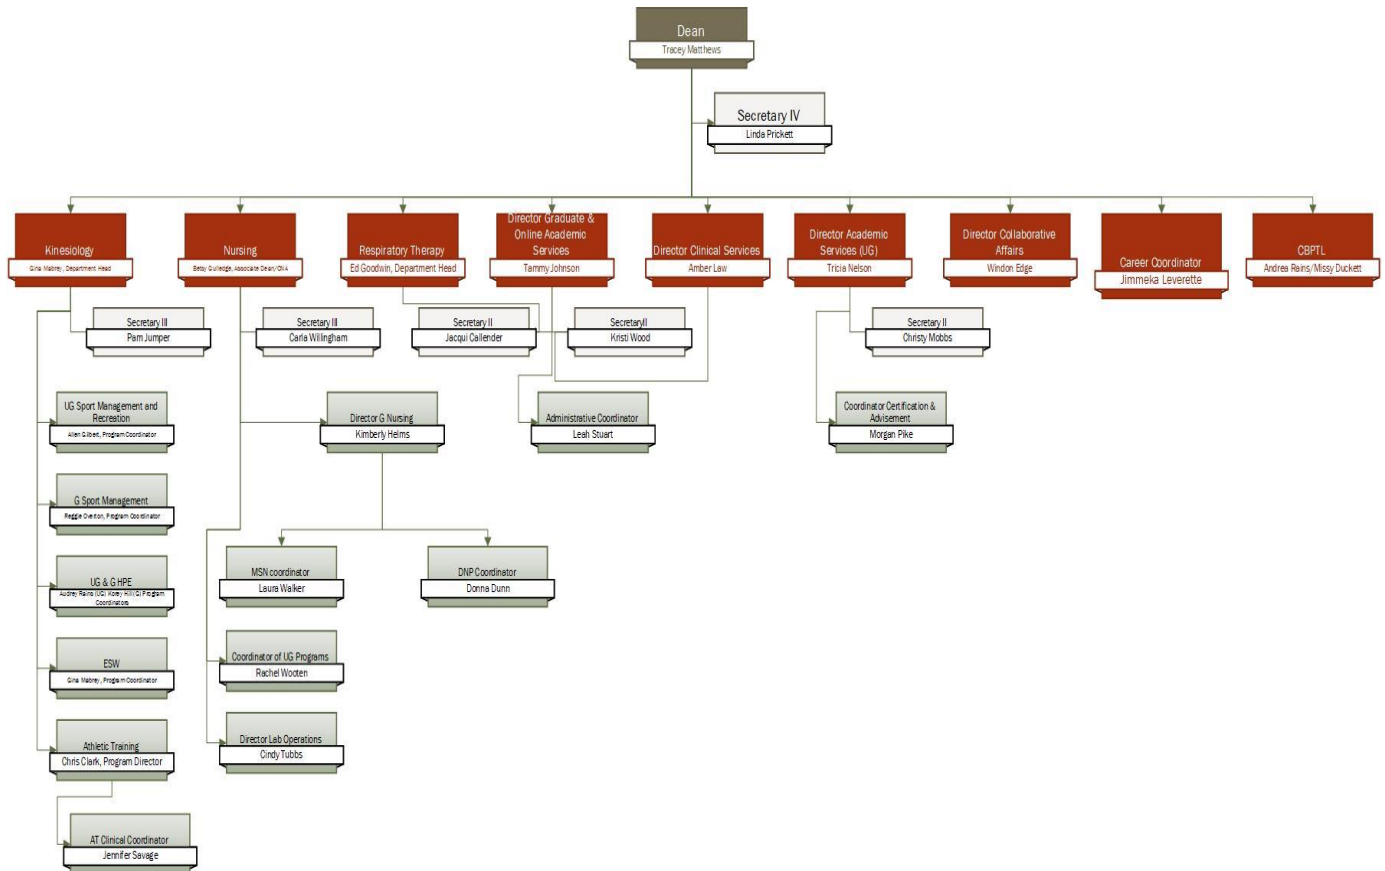 Dean
Tracey Matthews
Secretary IV
Linda Prickett
Kinesiology
Gina Mabrey, Department Head
Nursing
Betsy Gulledge, Associate Dean/CNA
Respiratory Therapy
Ed Goodwin, Department Head
Director Graduate &
Online Academic
Services
Tammy Johnson
Director Clinical Services
Amber Law
Director Academic
Services (UG)
Tricia Nelson
Director Collaborative
Affairs
Windon Edge
Career Coordinator
Jimmeka Leverette
CBPTL
Andrea Rains/Missy Duckett
Secretary III
Pam Jumper
Secretary III
Carla Willingham
Secretary II
Jacqui Callender
SecretaryII
Kristi Wood
Secretary II
Christy Mobbs
UG Sport Management and
Recreation
Allen Gilbert, Program Coordinator
Director G Nursing
Kimberly Helms
Administrative Coordinator
Leah Stuart
Coordinator Certification &
Advisement
Morgan Pike
G Sport Management
Reggie Overton, Program Coordinator
UG & G HPE
Audrey Rains (UG) Korey Hill(G) Program
Coordinators
MSN coordinator
Laura Walker
DNP Coordinator
Donna Dunn
ESW
Gina Mabrey, Program Coordinator
Coordinator of UG Programs
Rachel Wooten
Athletic Training
Chris Clark, Program Director
Director Lab Operations
Cindy Tubbs
AT Clinical Coordinator
Jennifer Savage